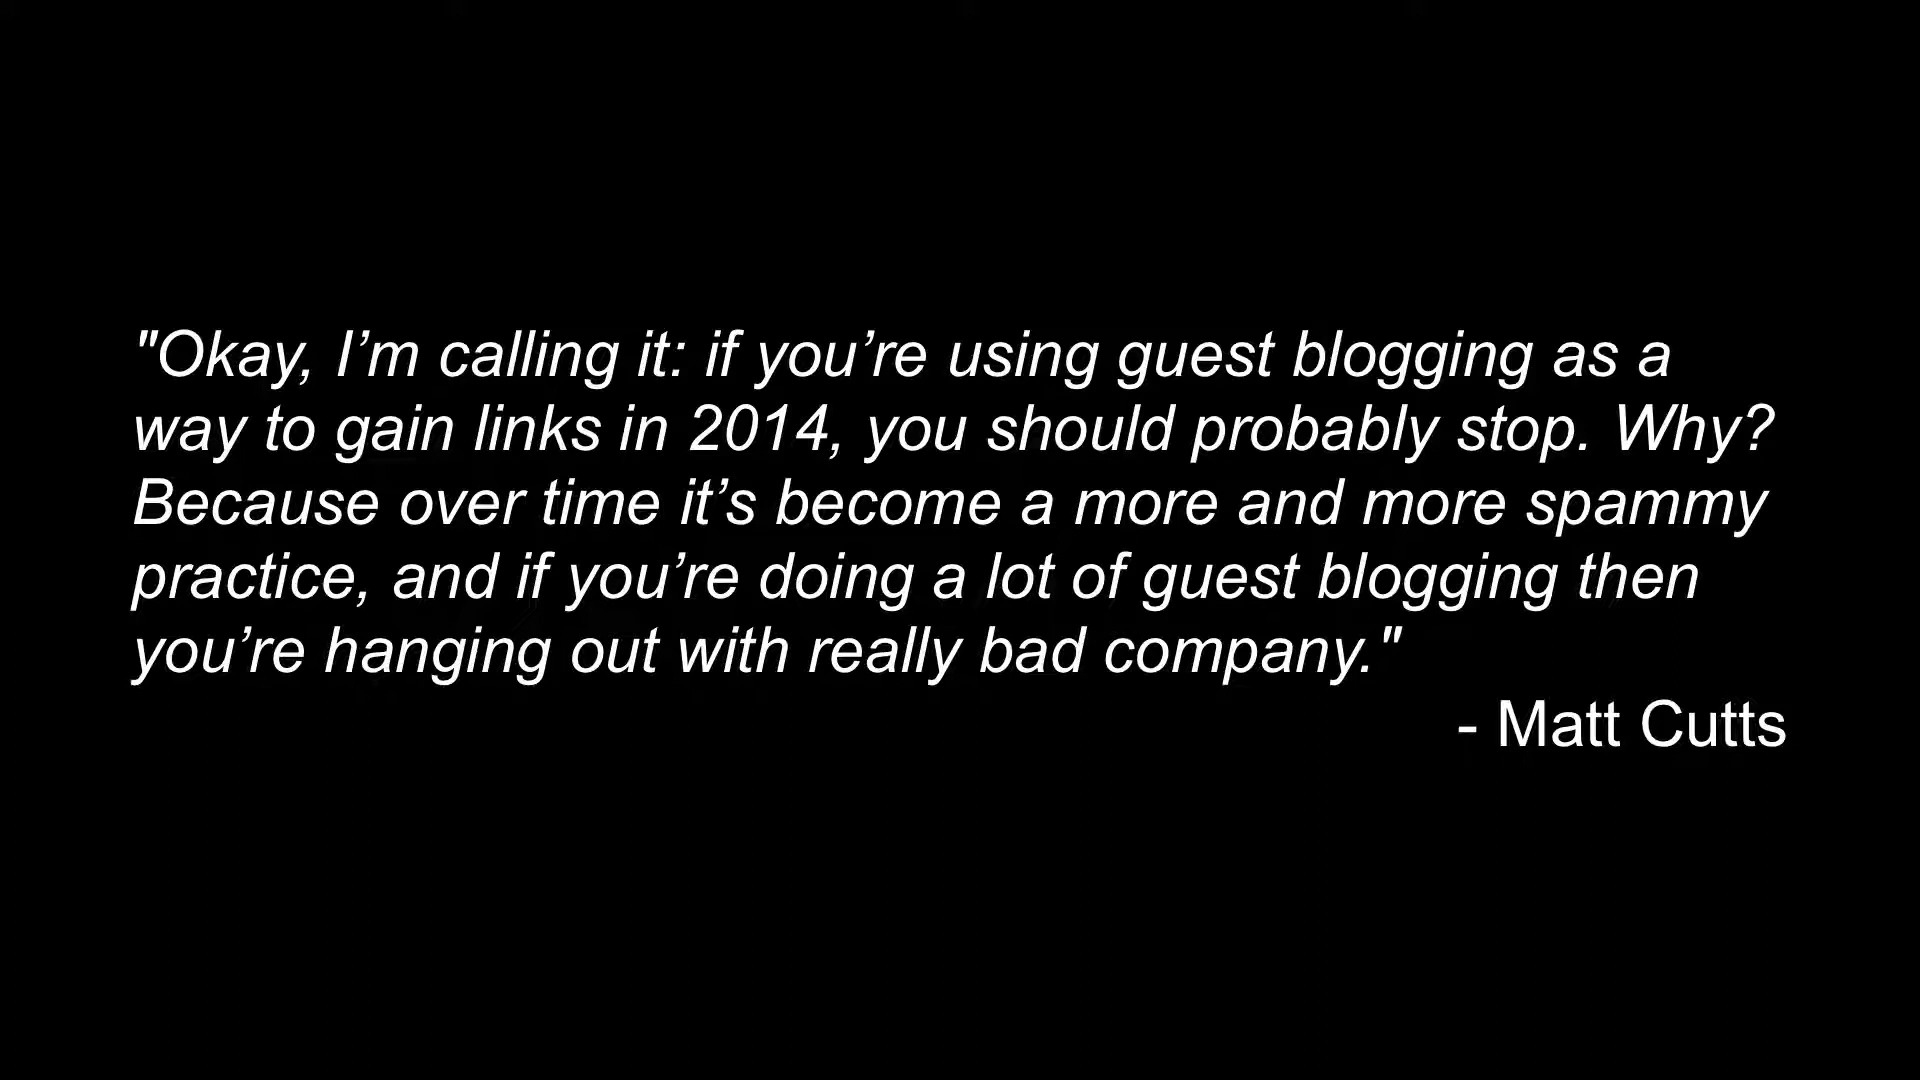 "Okay, I’m calling it: if you’re using guest blogging as a
way to gain links in 2014, you should probably stop. Why?
Because over time it’s become a more and more spammy
practice, and if you’re doing a lot of guest blogging then
you’re hanging out with really bad company."
- Matt Cutts